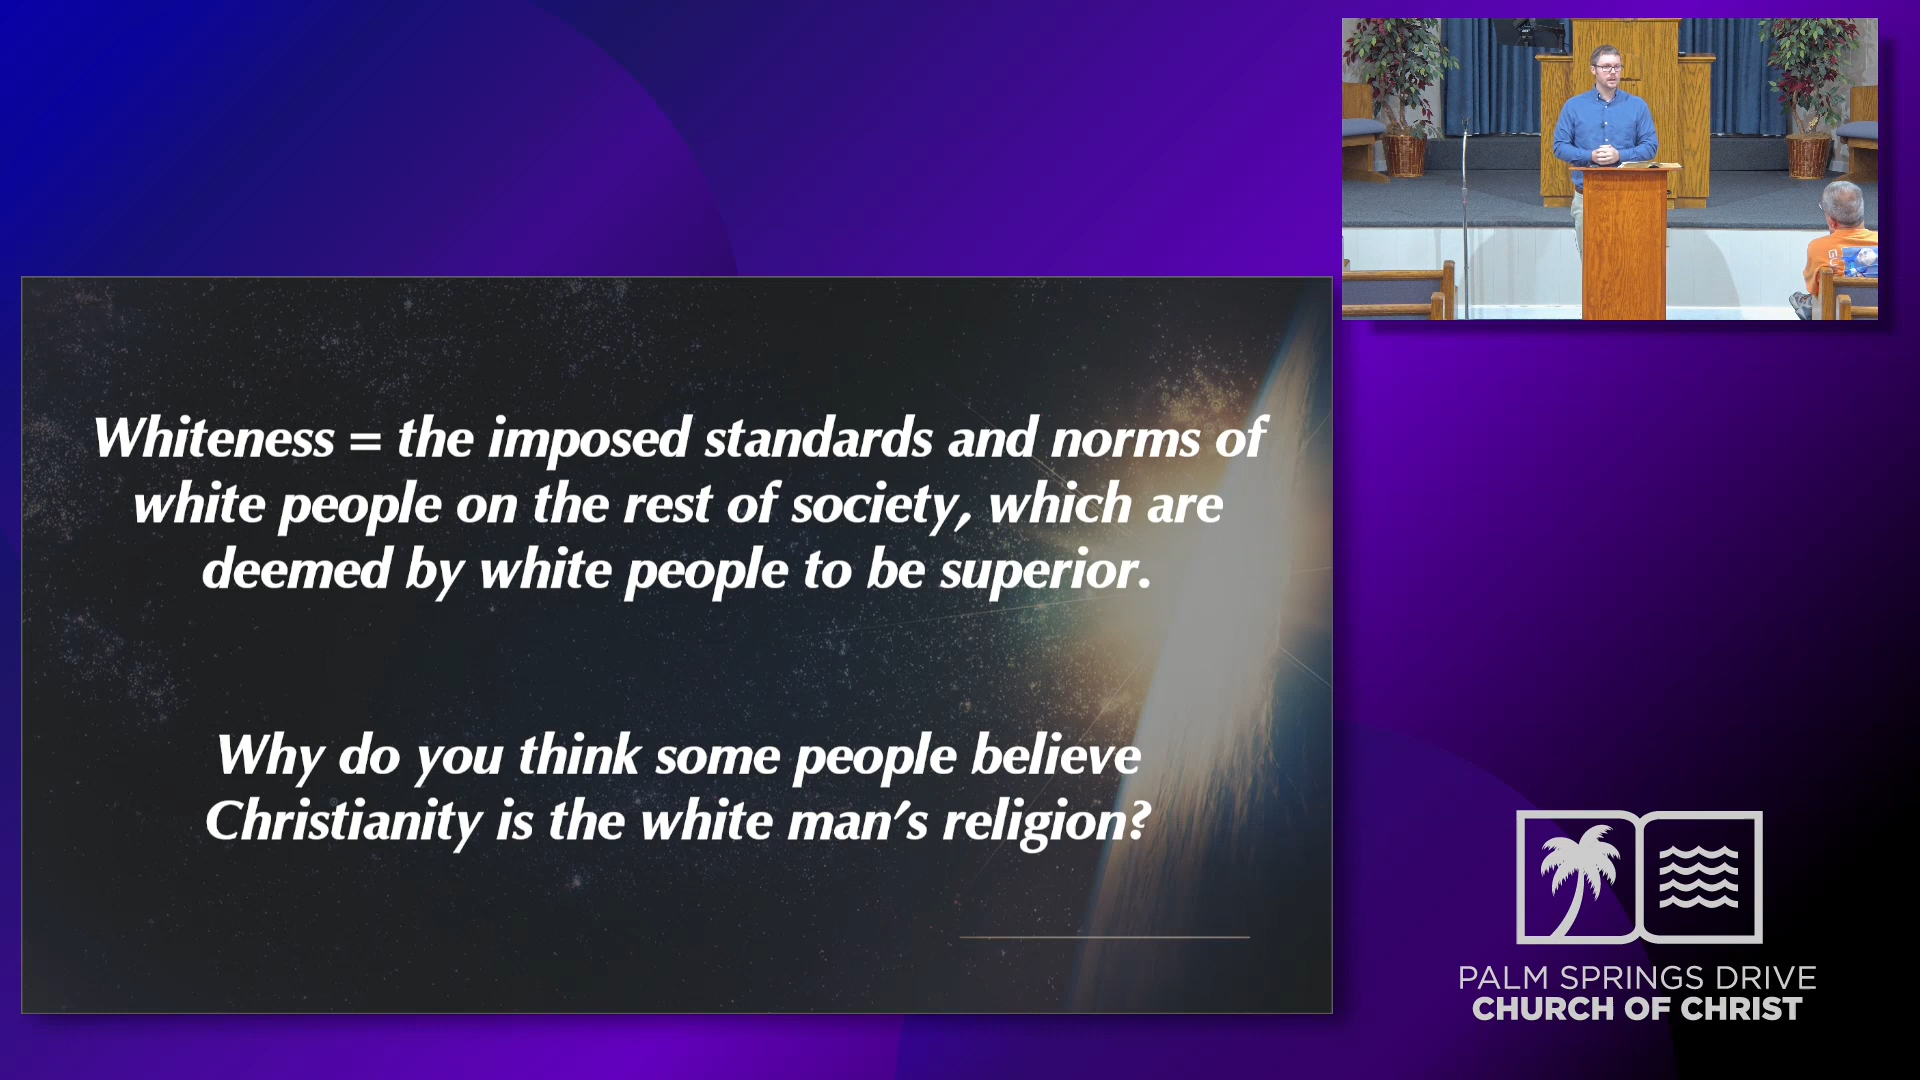 Whiteness = the imposed standards and norms of
white people on the rest of society, which are
deemed by white people to be superior.
Why do you think some people believe
Christianity is the white man's religion?
PALM SPRINGS DRIVE
CHURCH OF CHRIST